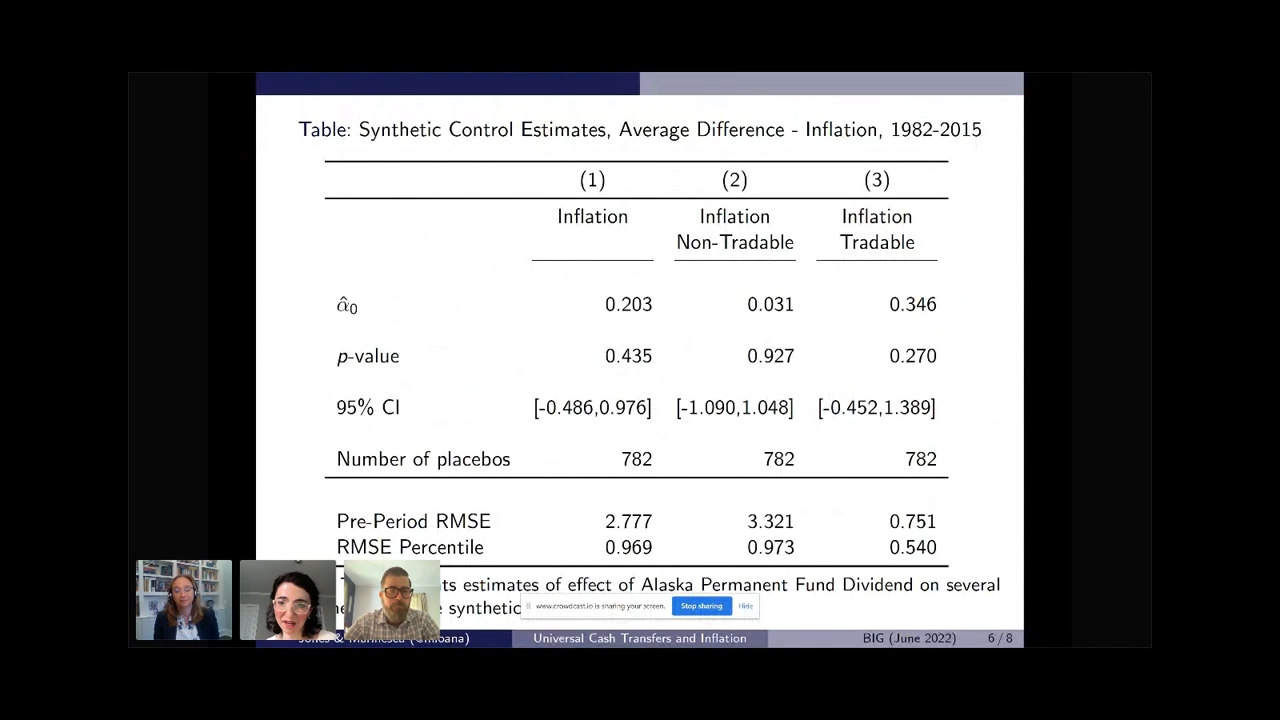 Table: Synthetic Control Estimates, Average Difference - Inflation, 1982-2015
(1) (2) (3)
Inflation Inflation Inflation
Non-Tradable Tradable
α̂₀ 0.203 0.031 0.346
p-value 0.435 0.927 0.270
95% CI [-0.486,0.976] [-1.090,1.048] [-0.452,1.389]
Number of placebos 782 782 782
Pre-Period RMSE 2.777 3.321 0.751
RMSE Percentile 0.969 0.973 0.540
estimates of effect of Alaska Permanent Fund Dividend on several
www.crowdcast.io is sharing your screen. Stop sharing Hide
Jones & Marinescu Universal Cash Transfers and Inflation BIG (June 2022) 6 / 8